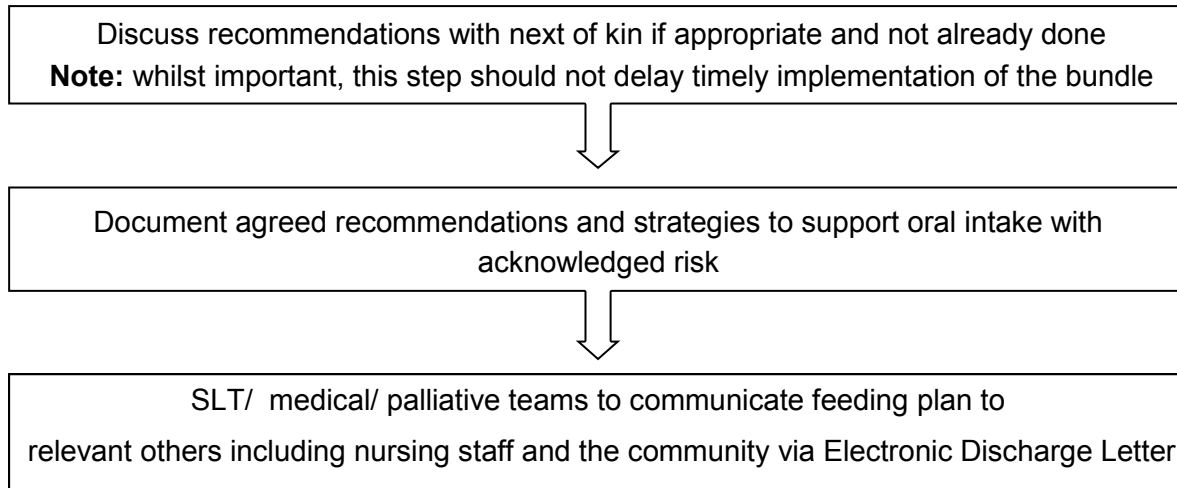 Discuss recommendations with next of kin if appropriate and not already done
Note: whilst important, this step should not delay timely implementation of the bundle
Document agreed recommendations and strategies to support oral intake with
acknowledged risk
SLT/ medical/ palliative teams to communicate feeding plan to
relevant others including nursing staff and the community via Electronic Discharge Letter